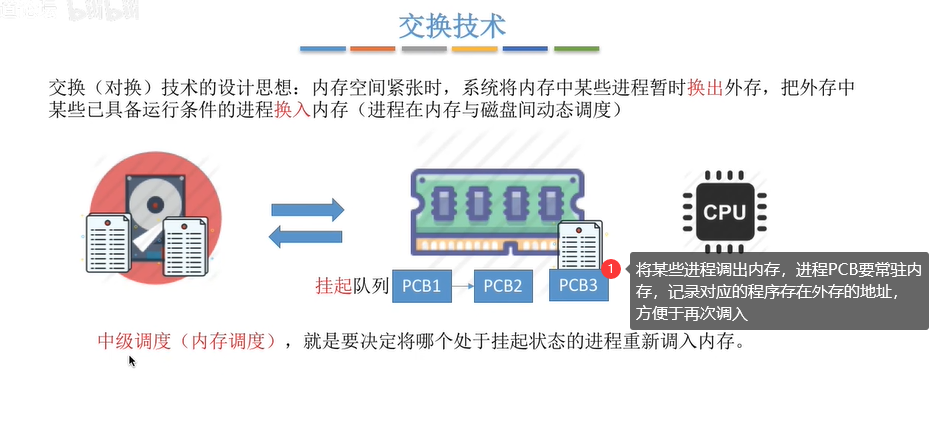 bilibili
交换技术
交换（对换）技术的设计思想：内存空间紧张时，系统将内存中某些进程暂时换出外存，把外存中
某些已具备运行条件的进程换入内存（进程在内存与磁盘间动态调度）
CPU
挂起队列 PCB1 PCB2 PCB3
1
将某些进程调出内存，进程PCB要常驻内
存，记录对应的程序存在外存的地址，
方便于再次调入
中级调度（内存调度），就是要决定将哪个处于挂起状态的进程重新调入内存。